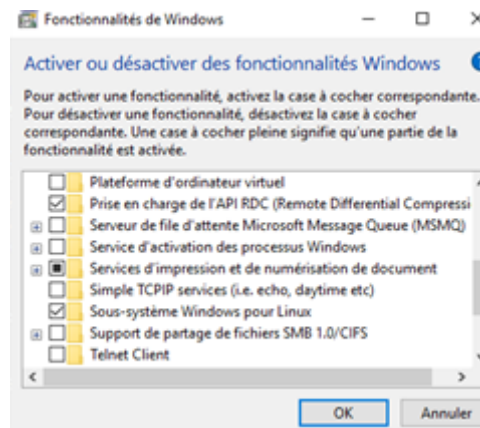 Fonctionnalités de Windows
Activer ou désactiver des fonctionnalités Windows
Pour activer une fonctionnalité, activez la case à cocher correspondante.
Pour désactiver une fonctionnalité, désactivez la case à cocher
correspondante. Une case à cocher pleine signifie qu'une partie de la
fonctionnalité est activée.
Plateforme d'ordinateur virtuel
Prise en charge de l'API RDC (Remote Differential Compressi
Serveur de file d'attente Microsoft Message Queue (MSMQ)
Service d'activation des processus Windows
Services d'impression et de numérisation de document
Simple TCPIP services (i.e. echo, daytime etc)
Sous-système Windows pour Linux
Support de partage de fichiers SMB 1.0/CIFS
Telnet Client
OK Annuler